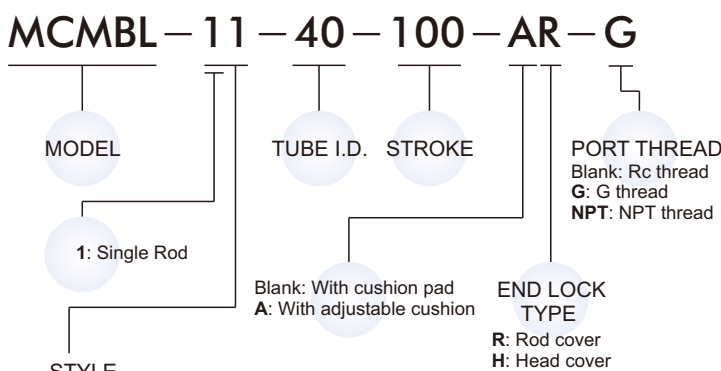 MCMBL – 11 – 40 – 100 – AR – G
MODEL
TUBE I.D.
STROKE
PORT THREAD
Blank: Rc thread
G: G thread
NPT: NPT thread
1: Single Rod
Blank: With cushion pad
A: With adjustable cushion
END LOCK
TYPE
R: Rod cover
H: Head cover
STYLE